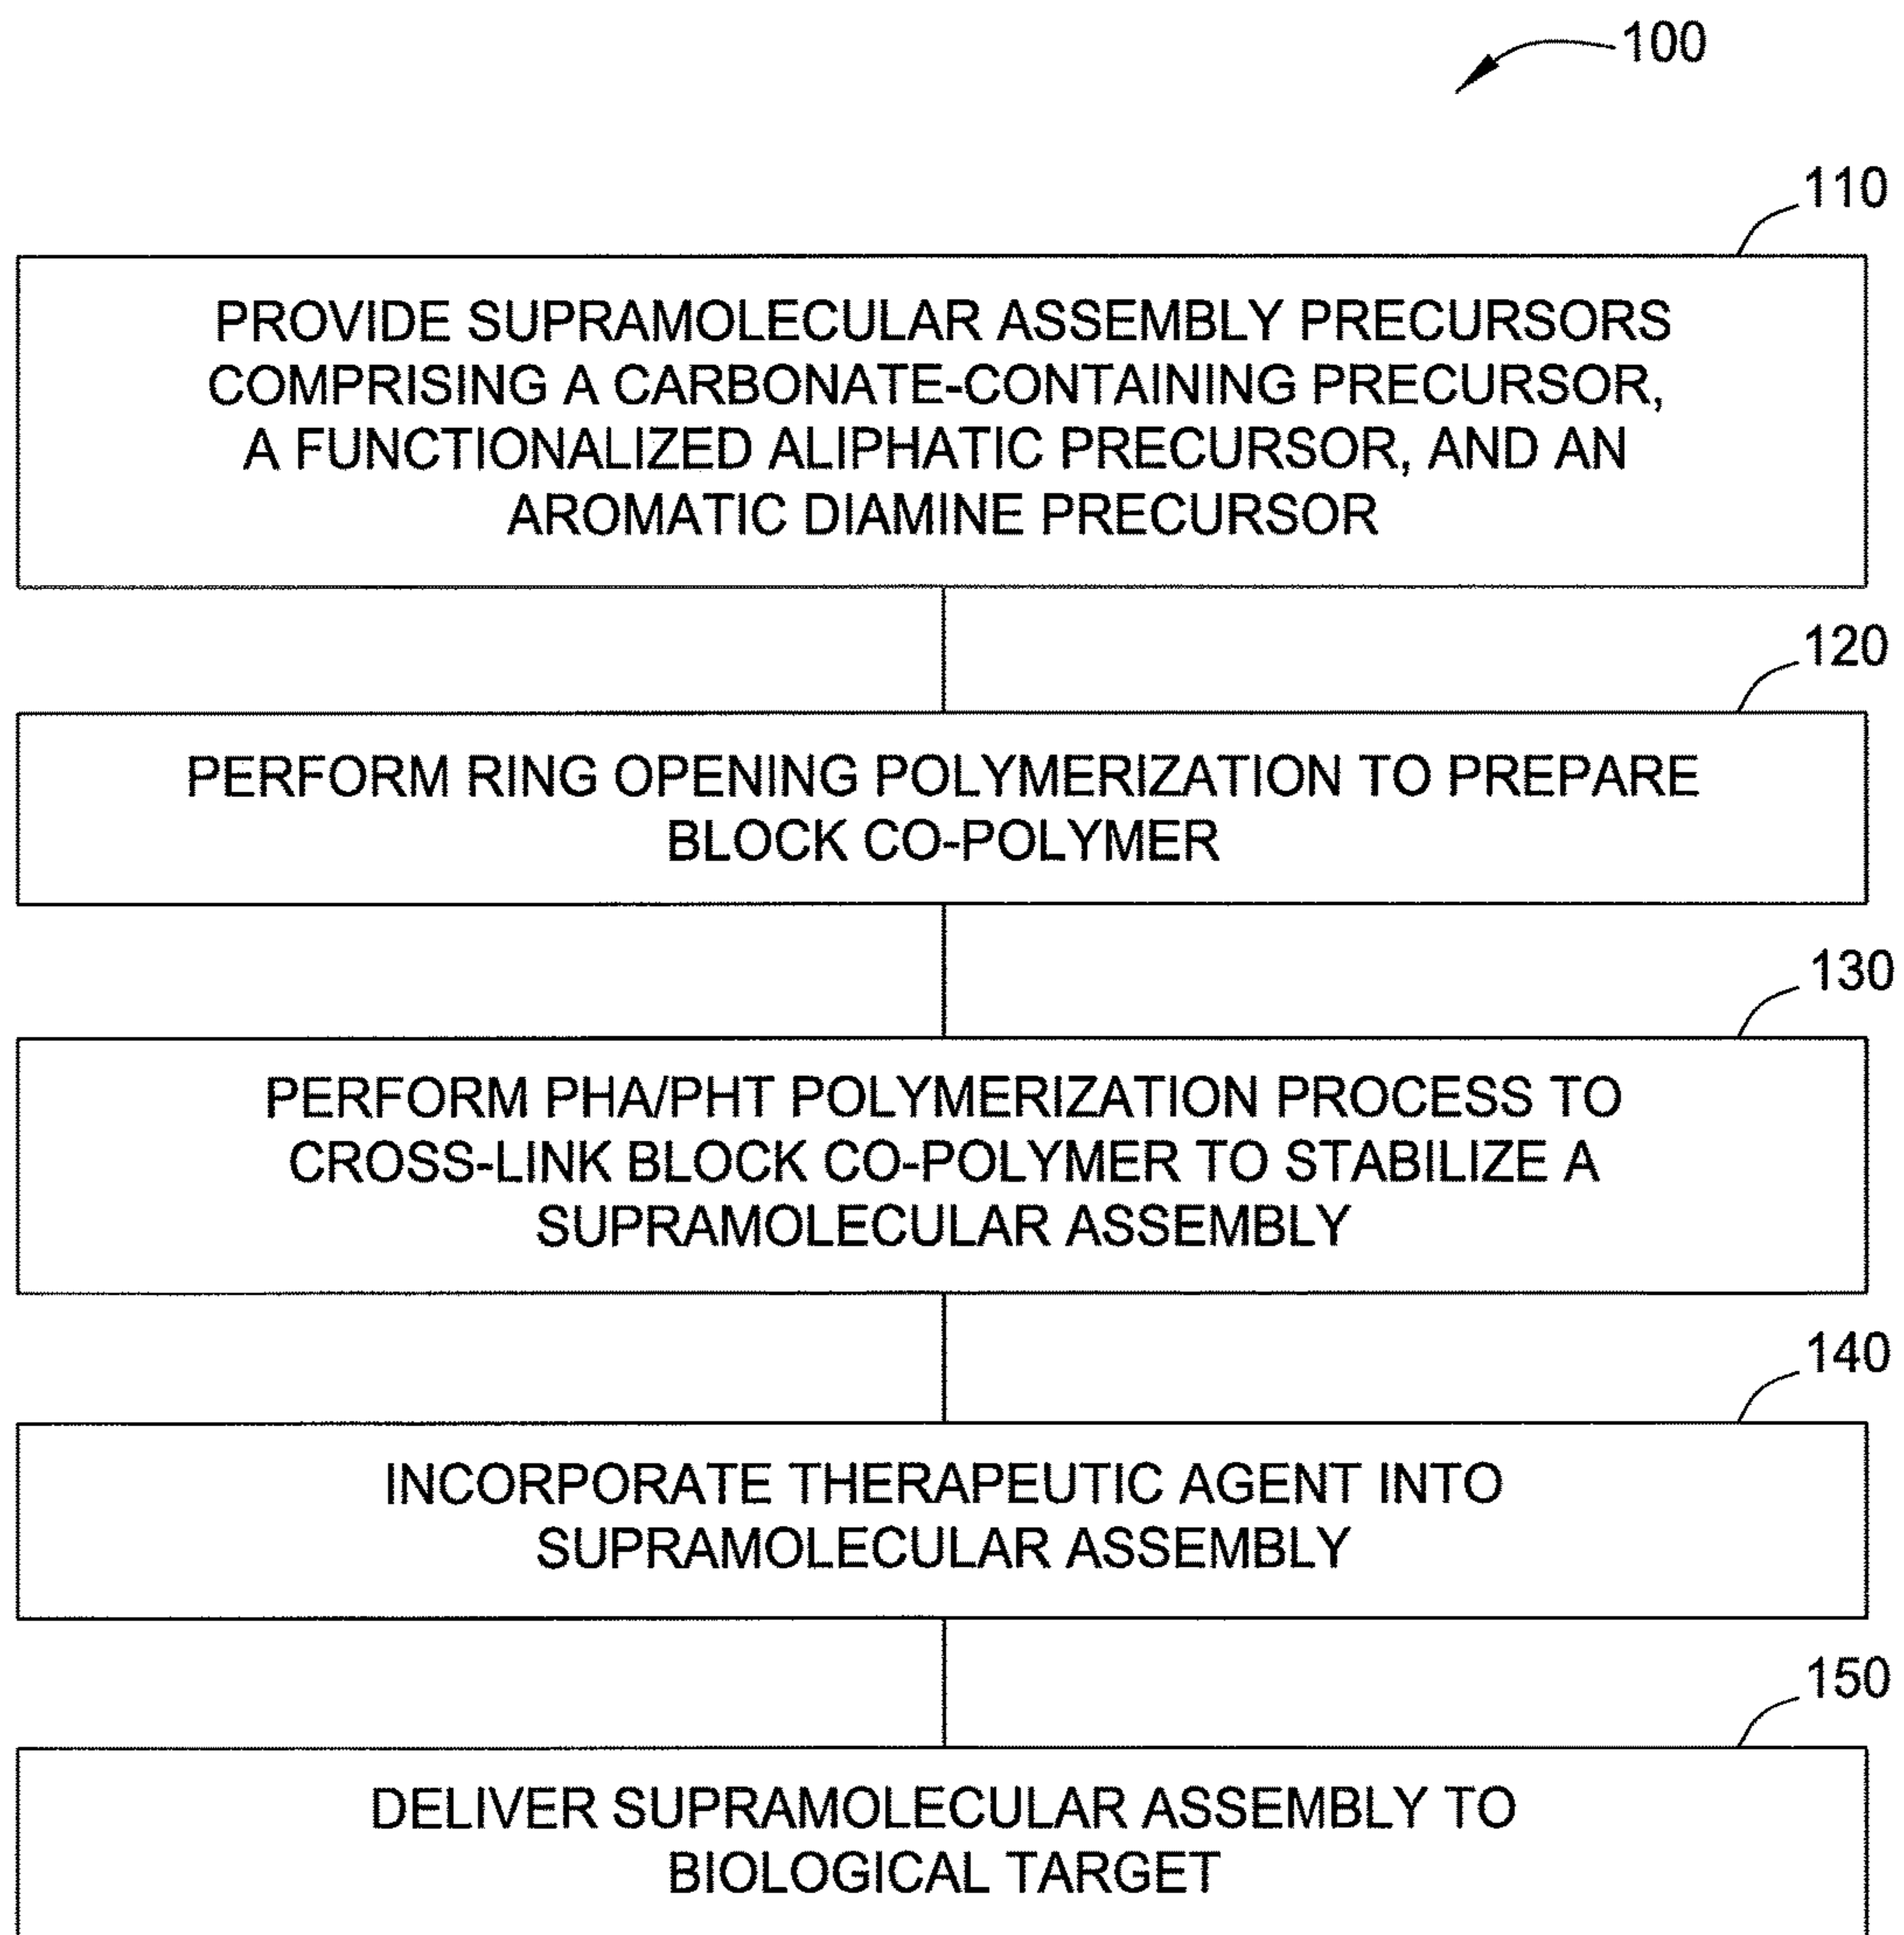 100
110
PROVIDE SUPRAMOLECULAR ASSEMBLY PRECURSORS
COMPRISING A CARBONATE-CONTAINING PRECURSOR,
A FUNCTIONALIZED ALIPHATIC PRECURSOR, AND AN
AROMATIC DIAMINE PRECURSOR
120
PERFORM RING OPENING POLYMERIZATION TO PREPARE
BLOCK CO-POLYMER
130
PERFORM PHA/PHT POLYMERIZATION PROCESS TO
CROSS-LINK BLOCK CO-POLYMER TO STABILIZE A
SUPRAMOLECULAR ASSEMBLY
140
INCORPORATE THERAPEUTIC AGENT INTO
SUPRAMOLECULAR ASSEMBLY
150
DELIVER SUPRAMOLECULAR ASSEMBLY TO
BIOLOGICAL TARGET